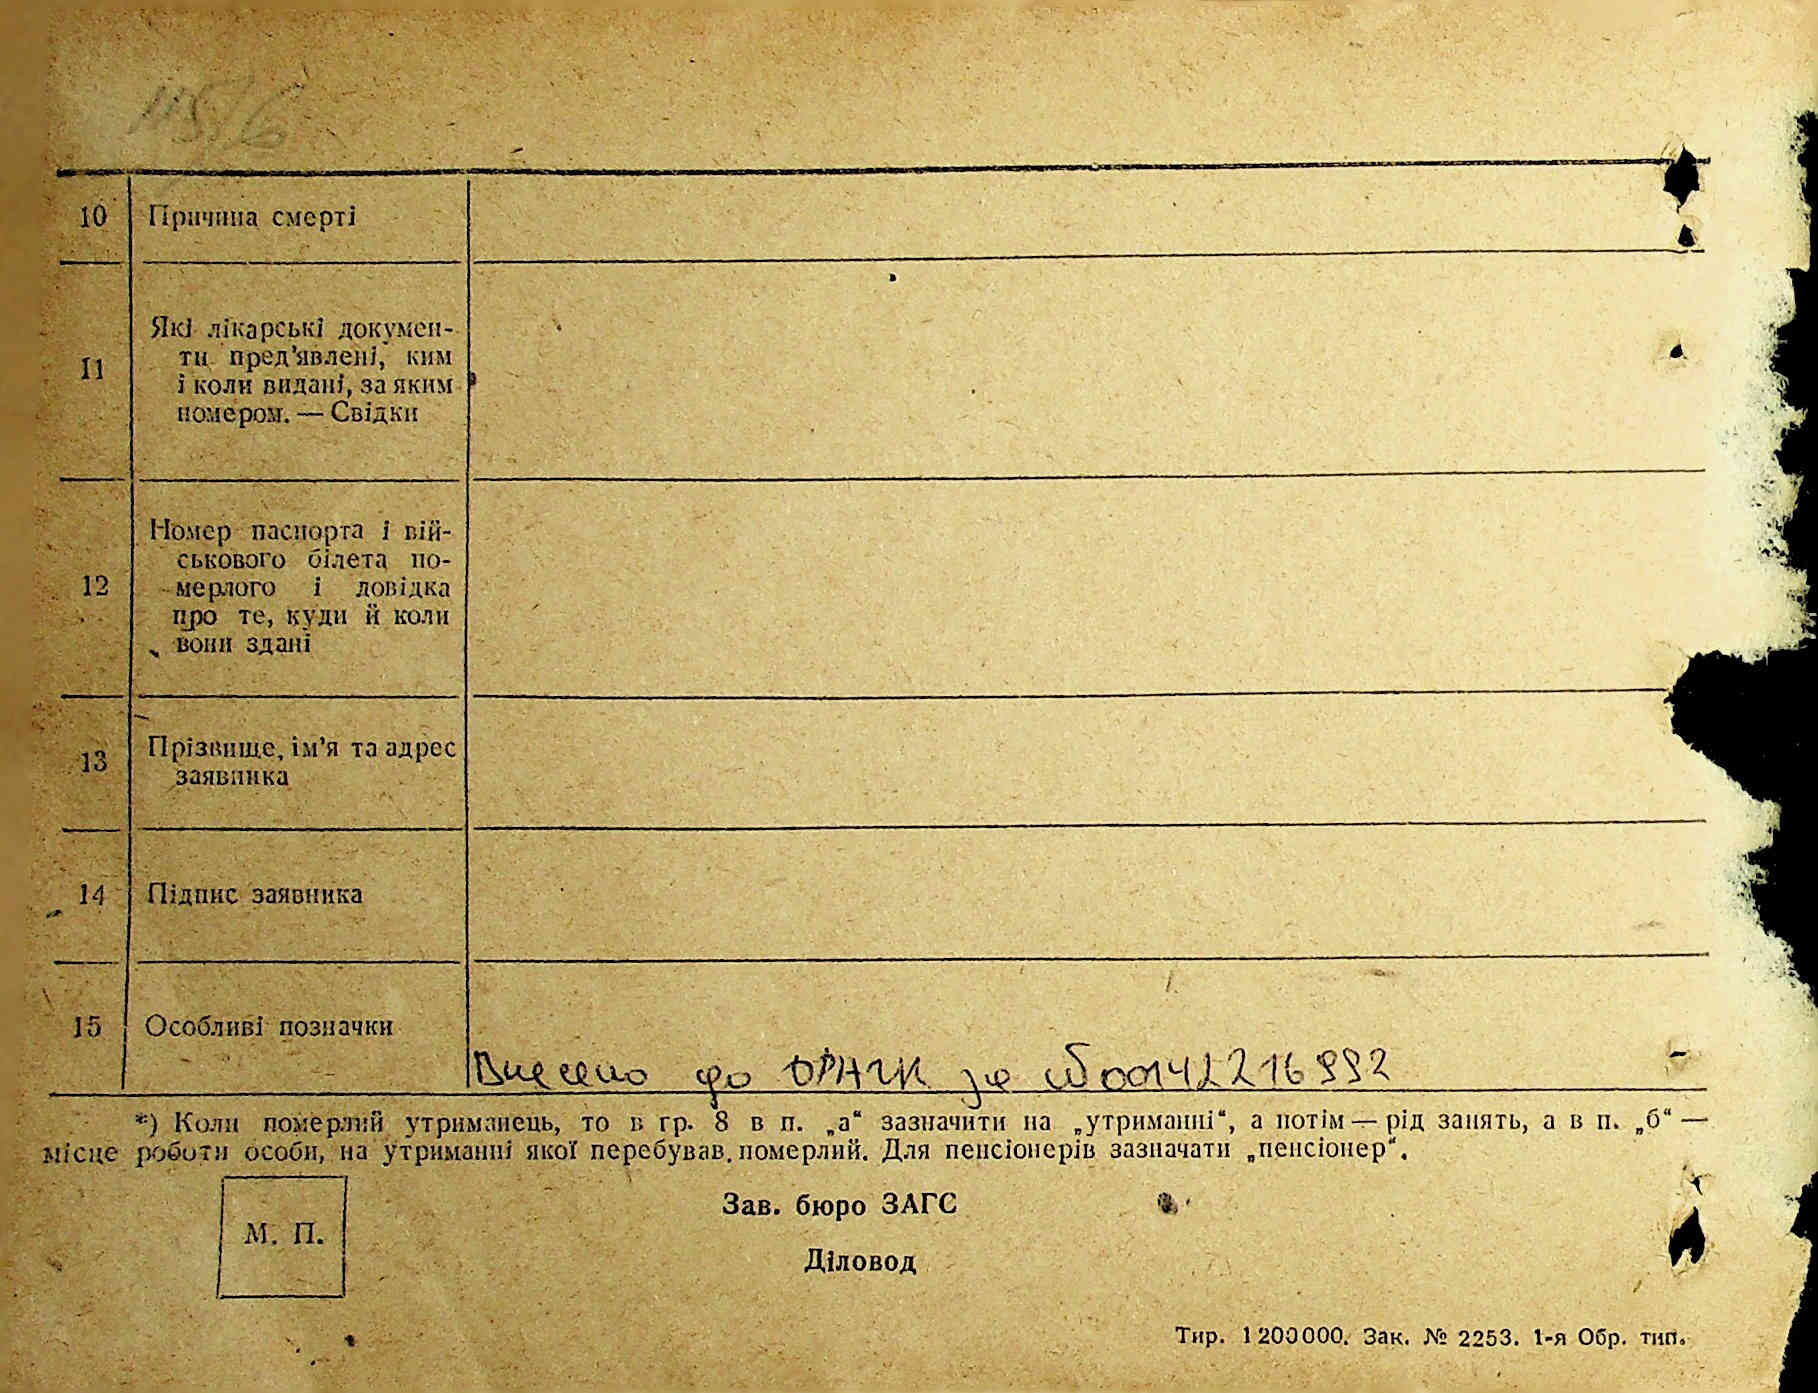 10 Причина смерті
11 Які лікарські докумен-
ти пред'явлені, ким
і коли видані, за яким
номером. — Свідки
12 Номер паспорта і вій-
ськового білета по-
мерлого і довідка
про те, куди й коли
вони здані
13 Прізвище, ім'я та адрес
заявника
14 Підпис заявника
15 Особливі позначки
Внесено до ДРАЦС за 00142216992
*) Коли померлий утриманець, то в гр. 8 в п. „а“ зазначити на „утриманні“, а потім — рід занять, а в п. „б“ —
місце роботи особи, на утриманні якої перебував померлий. Для пенсіонерів зазначати „пенсіонер“.
Зав. бюро ЗАГС
М. П.
Діловод
Тир. 1200000. Зак. № 2253. 1-я Обр. тип.